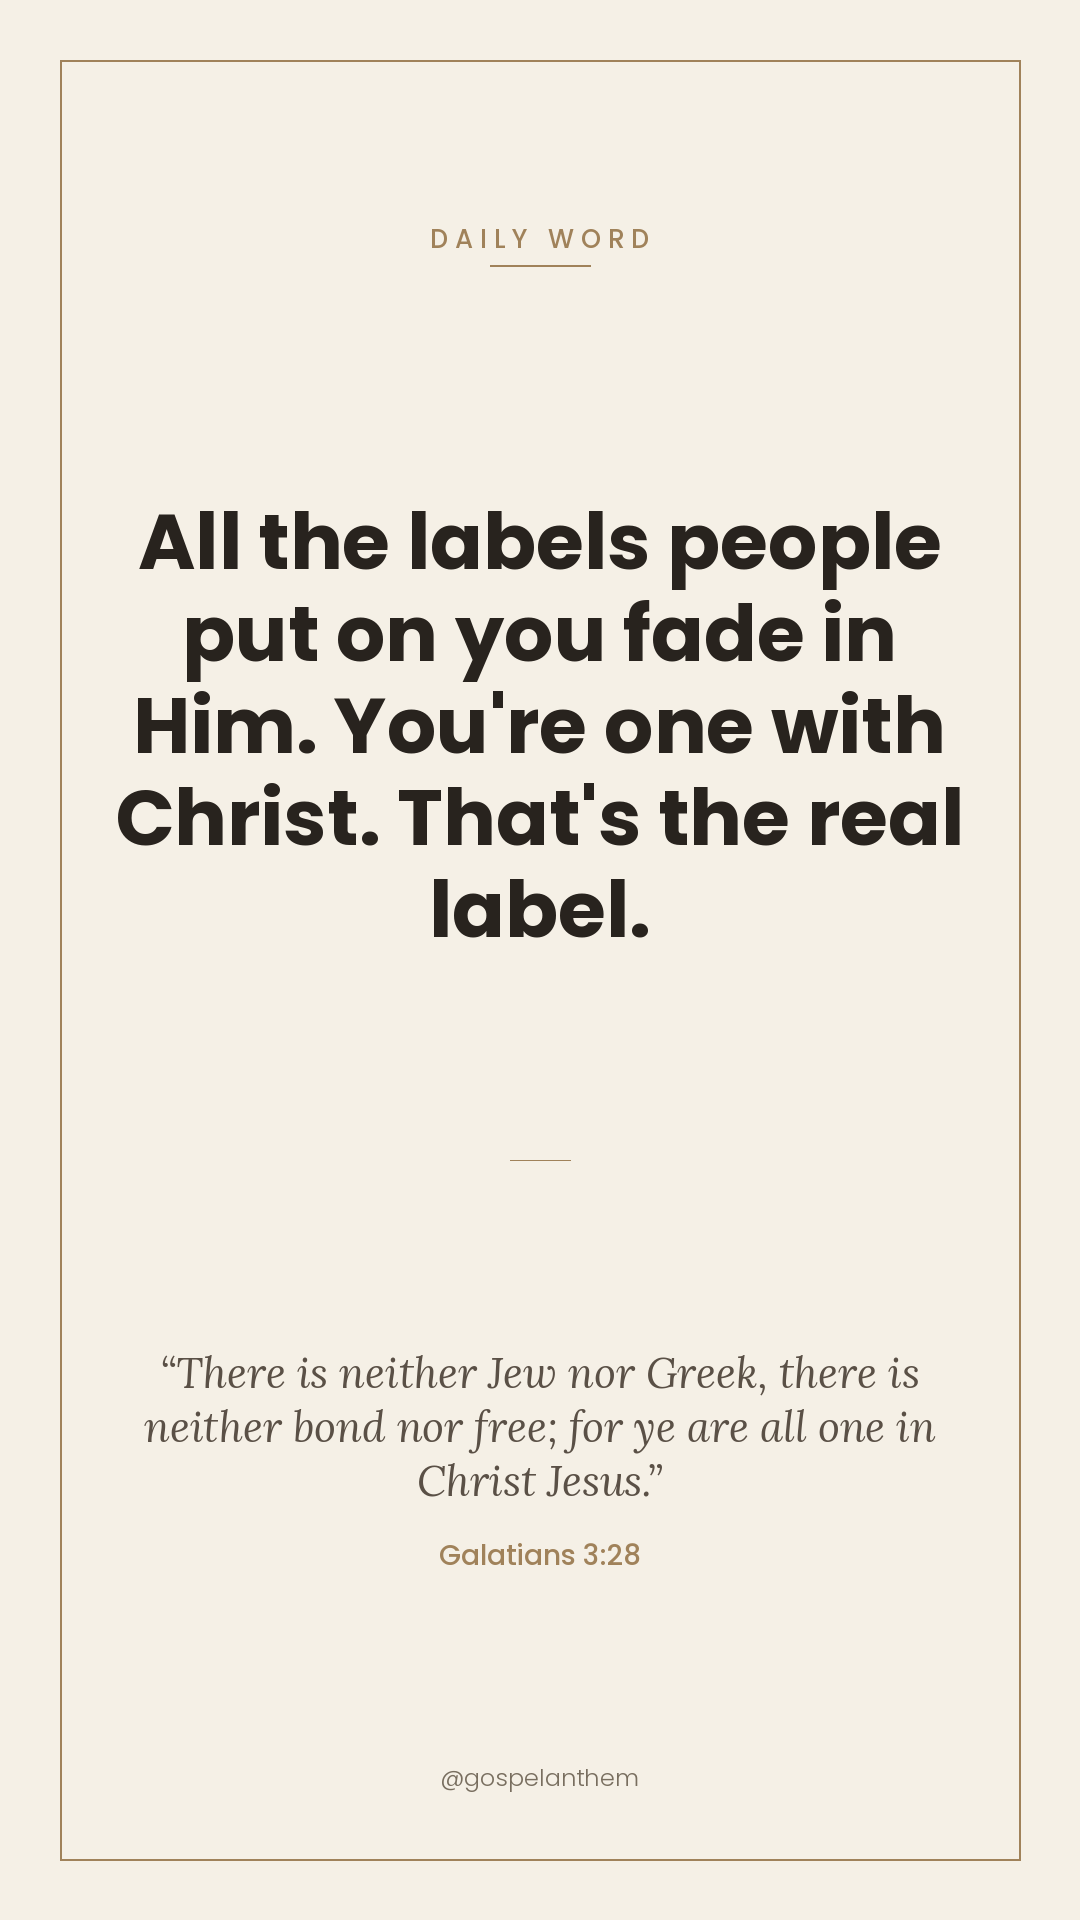 DAILY WORD
All the labels people
put on you fade in
Him. You're one with
Christ. That's the real
label.
“There is neither Jew nor Greek, there is
neither bond nor free; for ye are all one in
Christ Jesus.”
Galatians 3:28
@gospelanthem